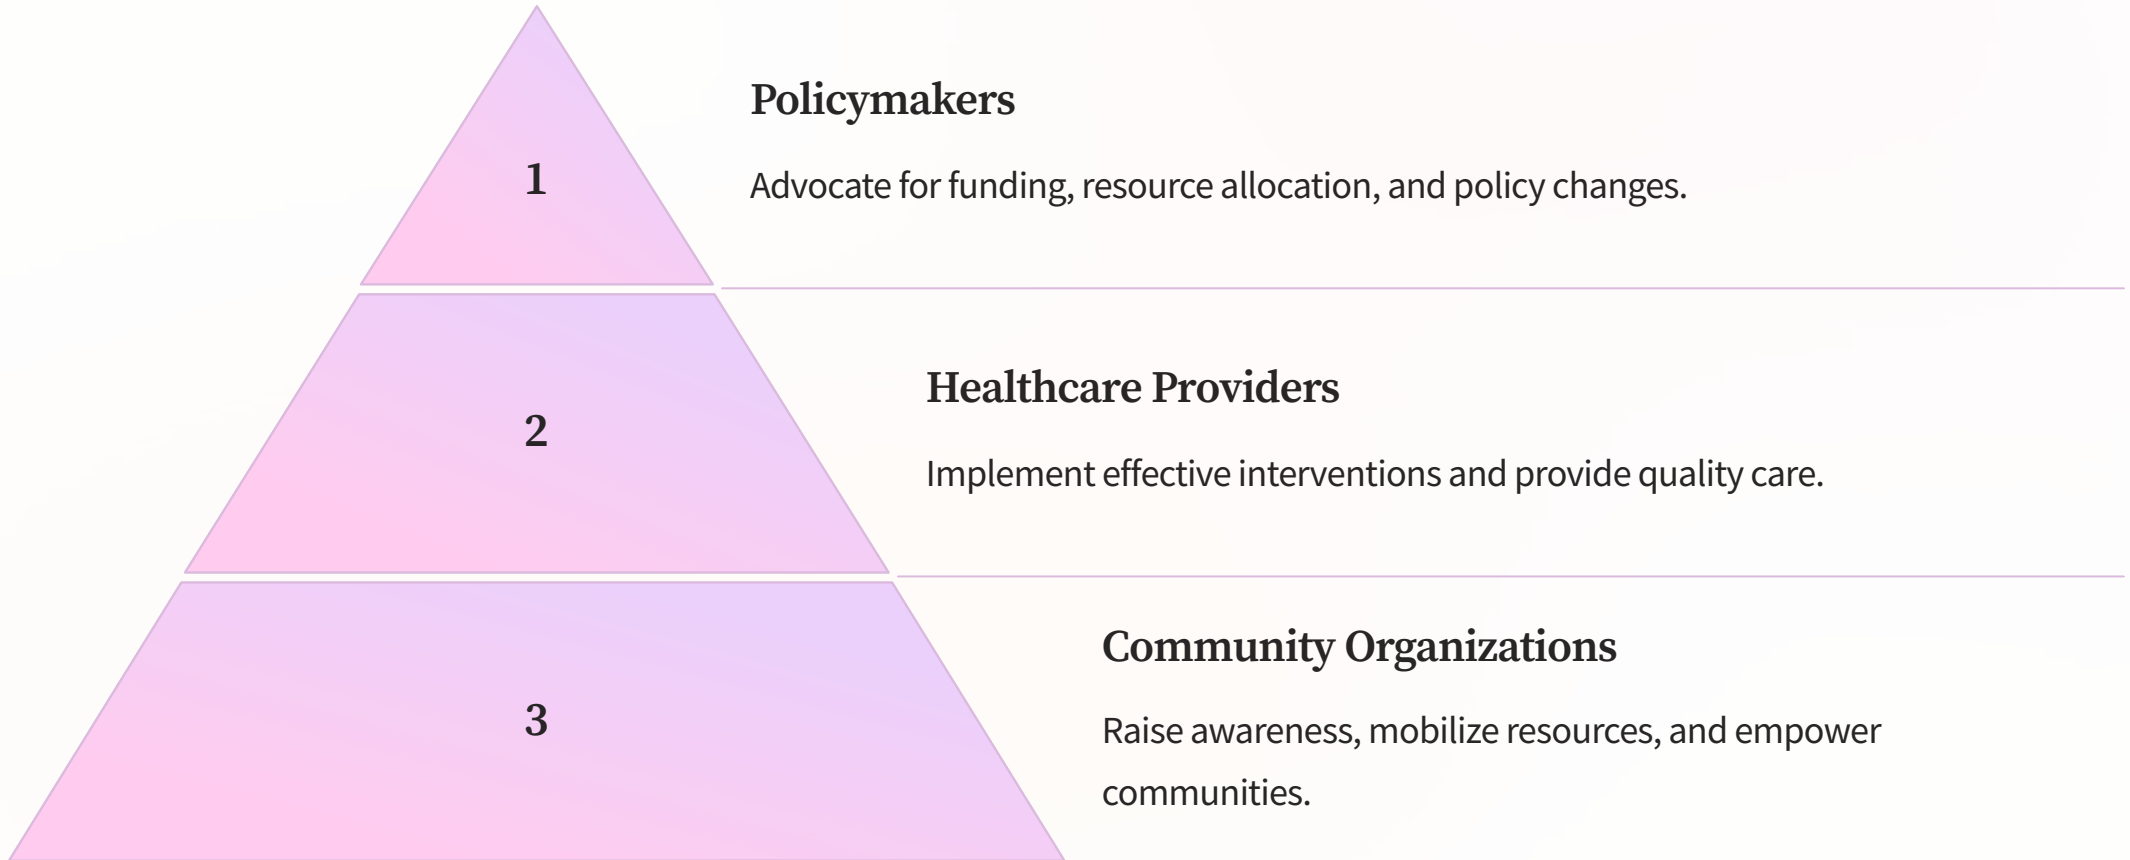 Policymakers
1
Advocate for funding, resource allocation, and policy changes.
Healthcare Providers
2
Implement effective interventions and provide quality care.
Community Organizations
3
Raise awareness, mobilize resources, and empower
communities.